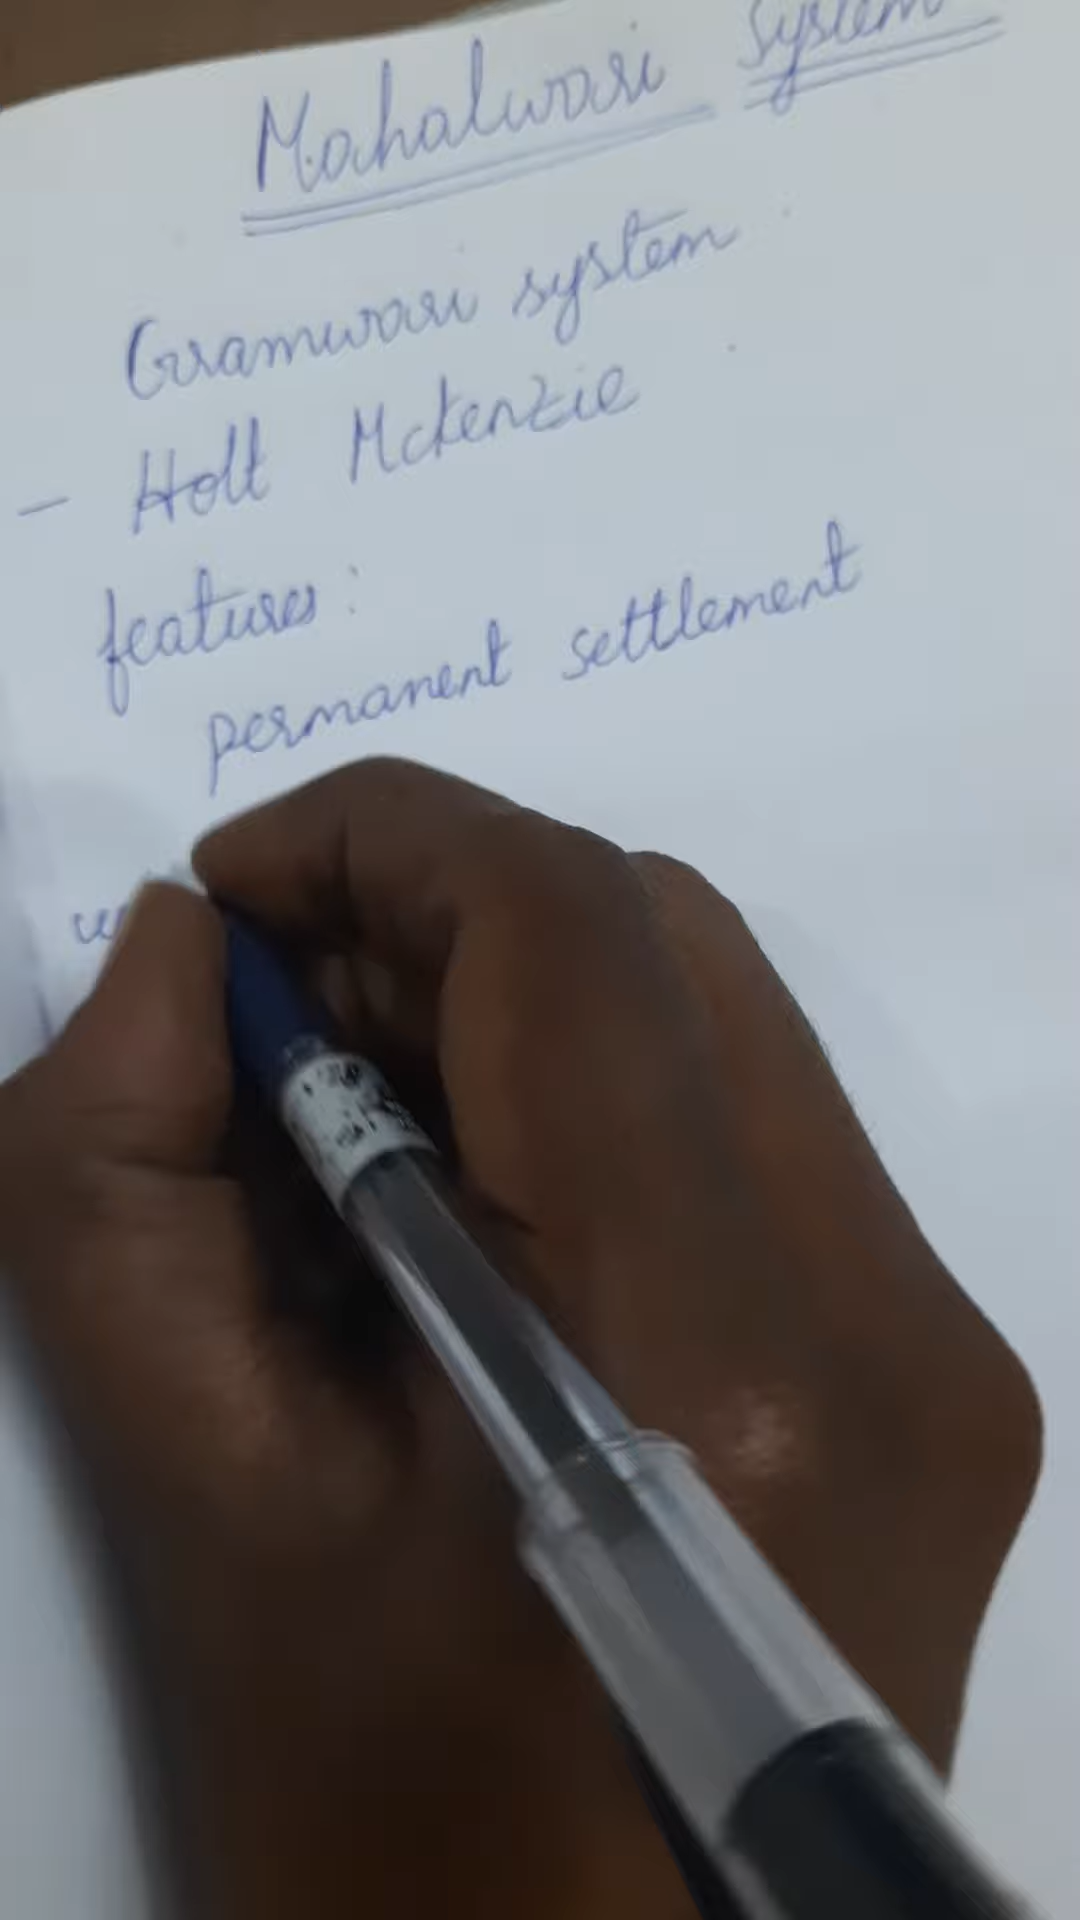 Mahalwari System
Gramwari system
- Holt Mckenzie
features:
permanent settlement